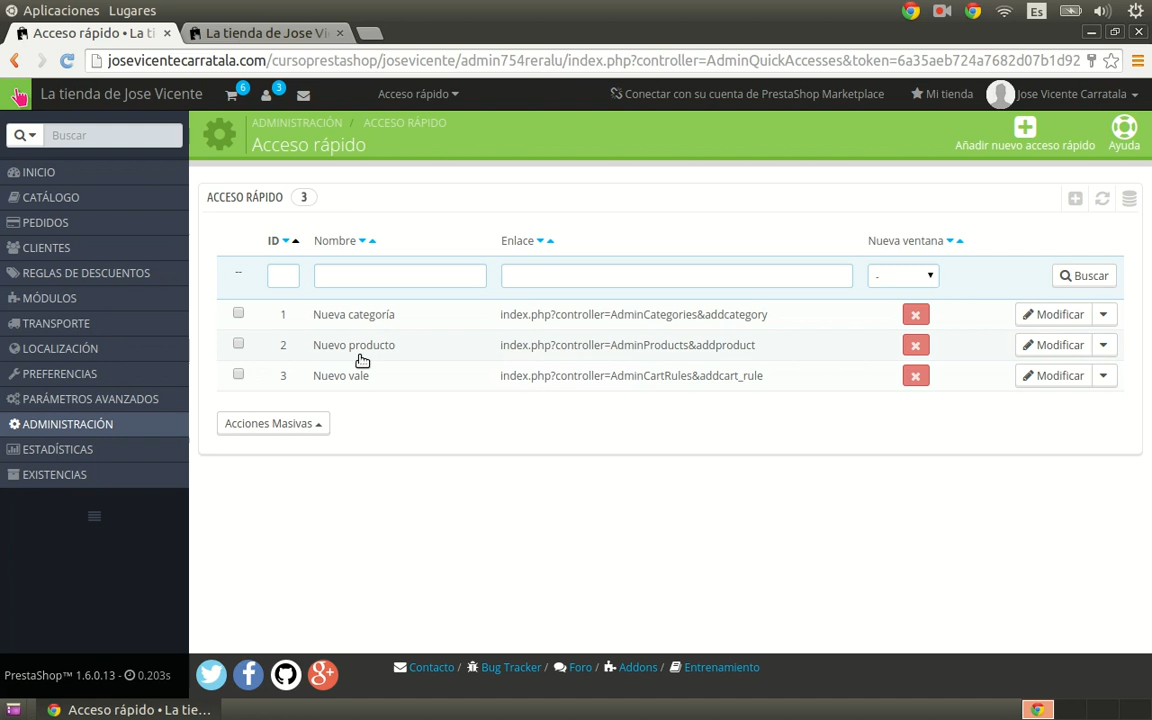 Aplicaciones Lugares
Es
Acceso rápido • La ti
La tienda de Jose Vi
josevicentecarratala.com/cursoprestashop/josevicente/admin754reralu/index.php?controller=AdminQuickAccesses&token=6a35aeb724a7682d07b1d92
La tienda de Jose Vicente
6
3
Acceso rápido
Conectar con su cuenta de PrestaShop Marketplace
Mi tienda
Jose Vicente Carratala
Buscar
ADMINISTRACIÓN / ACCESO RÁPIDO
Acceso rápido
Añadir nuevo acceso rápido
Ayuda
INICIO
CATÁLOGO
PEDIDOS
CLIENTES
REGLAS DE DESCUENTOS
MÓDULOS
TRANSPORTE
LOCALIZACIÓN
PREFERENCIAS
PARÁMETROS AVANZADOS
ADMINISTRACIÓN
ESTADÍSTICAS
EXISTENCIAS
ACCESO RÁPIDO 3
ID Nombre Enlace Nueva ventana
-- - Buscar
1 Nueva categoría index.php?controller=AdminCategories&addcategory Modificar
2 Nuevo producto index.php?controller=AdminProducts&addproduct Modificar
3 Nuevo vale index.php?controller=AdminCartRules&addcart_rule Modificar
Acciones Masivas
PrestaShop™ 1.6.0.13 - 0.203s
Contacto / Bug Tracker / Foro / Addons / Entrenamiento
Acceso rápido • La tie...